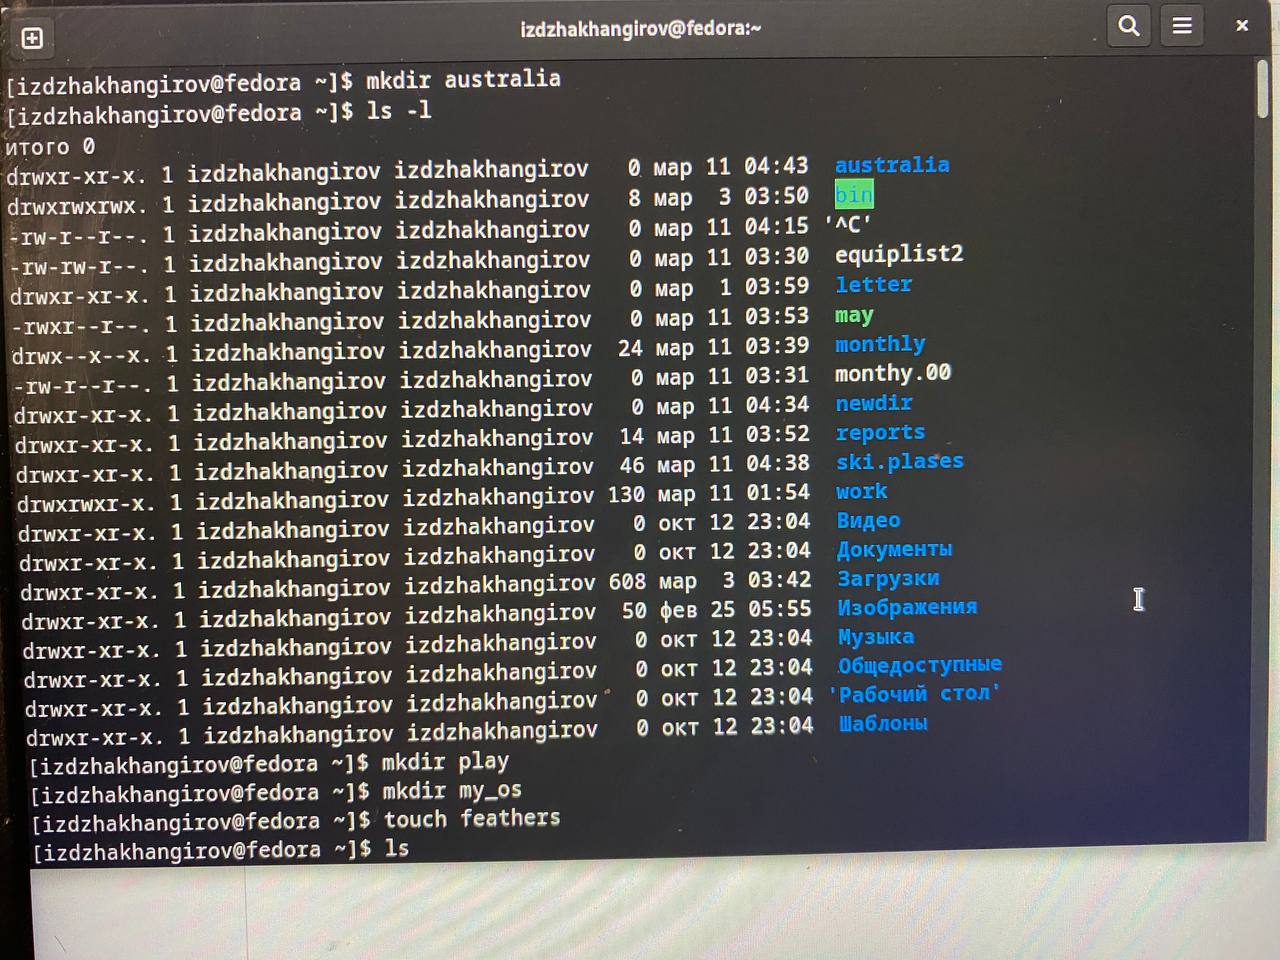 izdzhakhangirov@fedora:~
[izdzhakhangirov@fedora ~]$ mkdir australia
[izdzhakhangirov@fedora ~]$ ls -l
итого 0
drwxr-xr-x. 1 izdzhakhangirov izdzhakhangirov   0 мар 11 04:43  australia
drwxrwxrwx. 1 izdzhakhangirov izdzhakhangirov   8 мар  3 03:50  bin
-rw-r--r--. 1 izdzhakhangirov izdzhakhangirov   0 мар 11 04:15 '^C'
-rw-rw-r--. 1 izdzhakhangirov izdzhakhangirov   0 мар 11 03:30  equiplist2
drwxr-xr-x. 1 izdzhakhangirov izdzhakhangirov   0 мар  1 03:59  letter
-rwxr--r--. 1 izdzhakhangirov izdzhakhangirov   0 мар 11 03:53  may
drwx--x--x. 1 izdzhakhangirov izdzhakhangirov  24 мар 11 03:39  monthly
-rw-r--r--. 1 izdzhakhangirov izdzhakhangirov   0 мар 11 03:31  monthy.00
drwxr-xr-x. 1 izdzhakhangirov izdzhakhangirov   0 мар 11 04:34  newdir
drwxr-xr-x. 1 izdzhakhangirov izdzhakhangirov  14 мар 11 03:52  reports
drwxr-xr-x. 1 izdzhakhangirov izdzhakhangirov  46 мар 11 04:38  ski.plases
drwxrwxr-x. 1 izdzhakhangirov izdzhakhangirov 130 мар 11 01:54  work
drwxr-xr-x. 1 izdzhakhangirov izdzhakhangirov   0 окт 12 23:04  Видео
drwxr-xr-x. 1 izdzhakhangirov izdzhakhangirov   0 окт 12 23:04  Документы
drwxr-xr-x. 1 izdzhakhangirov izdzhakhangirov 608 мар  3 03:42  Загрузки
drwxr-xr-x. 1 izdzhakhangirov izdzhakhangirov  50 фев 25 05:55  Изображения
drwxr-xr-x. 1 izdzhakhangirov izdzhakhangirov   0 окт 12 23:04  Музыка
drwxr-xr-x. 1 izdzhakhangirov izdzhakhangirov   0 окт 12 23:04  Общедоступные
drwxr-xr-x. 1 izdzhakhangirov izdzhakhangirov   0 окт 12 23:04 'Рабочий стол'
drwxr-xr-x. 1 izdzhakhangirov izdzhakhangirov   0 окт 12 23:04  Шаблоны
[izdzhakhangirov@fedora ~]$ mkdir play
[izdzhakhangirov@fedora ~]$ mkdir my_os
[izdzhakhangirov@fedora ~]$ touch feathers
[izdzhakhangirov@fedora ~]$ ls